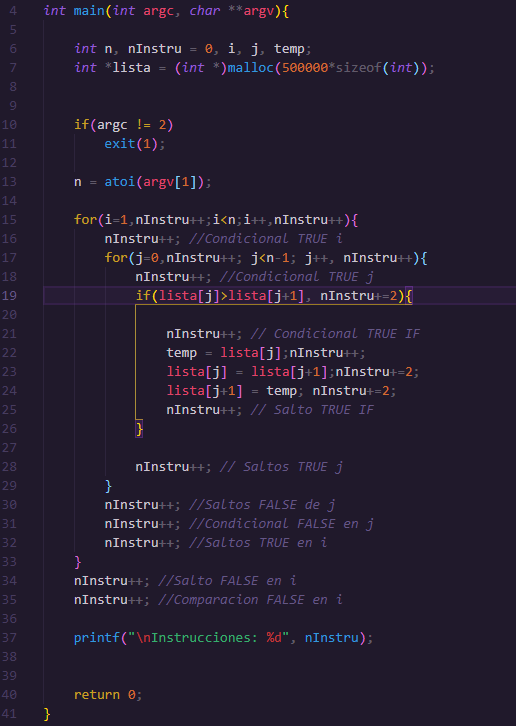 4 int main(int argc, char **argv){
5
6     int n, nInstru = 0, i, j, temp;
7     int *lista = (int *)malloc(500000*sizeof(int));
8
9
10     if(argc != 2)
11         exit(1);
12
13     n = atoi(argv[1]);
14
15     for(i=1,nInstru++;i<n;i++,nInstru++){
16         nInstru++; //Condicional TRUE i
17         for(j=0,nInstru++; j<n-1; j++, nInstru++){
18             nInstru++; //Condicional TRUE j
19             if(lista[j]>lista[j+1], nInstru+=2){
20
21                 nInstru++; // Condicional TRUE IF
22                 temp = lista[j];nInstru++;
23                 lista[j] = lista[j+1];nInstru+=2;
24                 lista[j+1] = temp; nInstru+=2;
25                 nInstru++; // Salto TRUE IF
26             }
27
28             nInstru++; // Saltos TRUE j
29         }
30         nInstru++; //Saltos FALSE de j
31         nInstru++; //Condicional FALSE en j
32         nInstru++; //Saltos TRUE en i
33     }
34     nInstru++; //Salto FALSE en i
35     nInstru++; //Comparacion FALSE en i
36
37     printf("\nInstrucciones: %d", nInstru);
38
39
40     return 0;
41 }